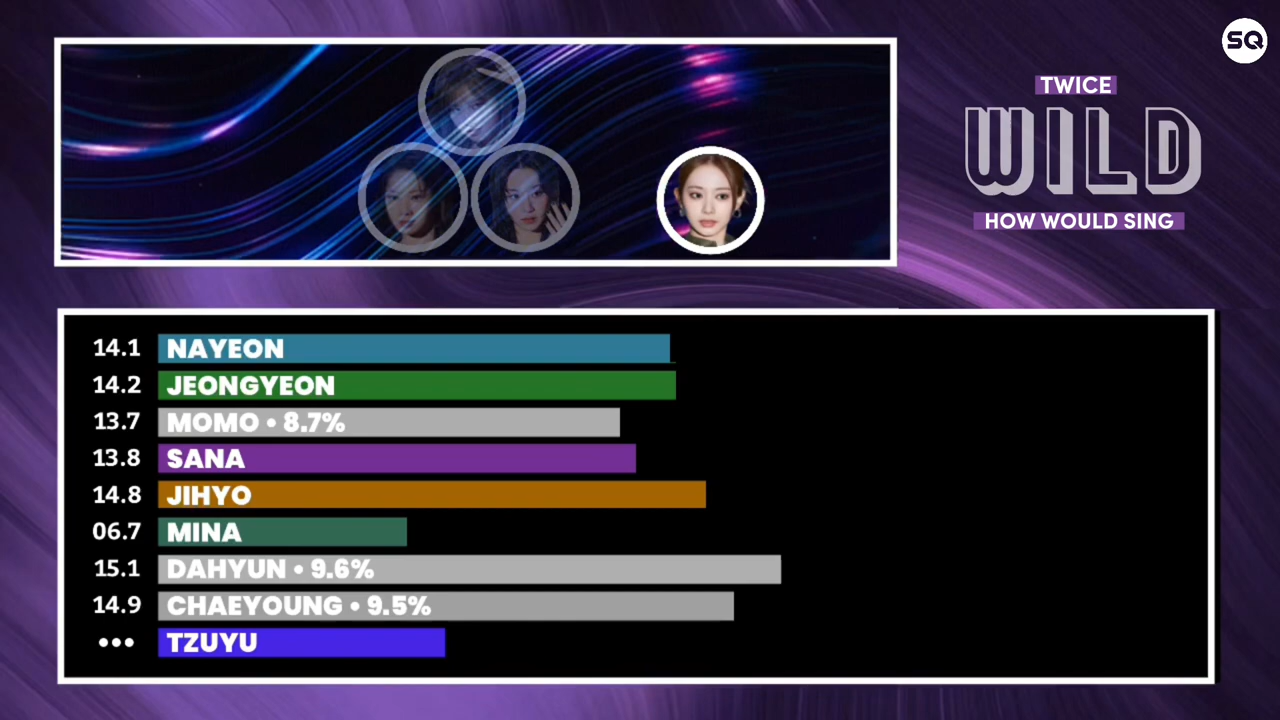 SQ
TWICE
WILD
HOW WOULD SING
14.1 NAYEON
14.2 JEONGYEON
13.7 MOMO • 8.7%
13.8 SANA
14.8 JIHYO
06.7 MINA
15.1 DAHYUN • 9.6%
14.9 CHAEYOUNG • 9.5%
••• TZUYU